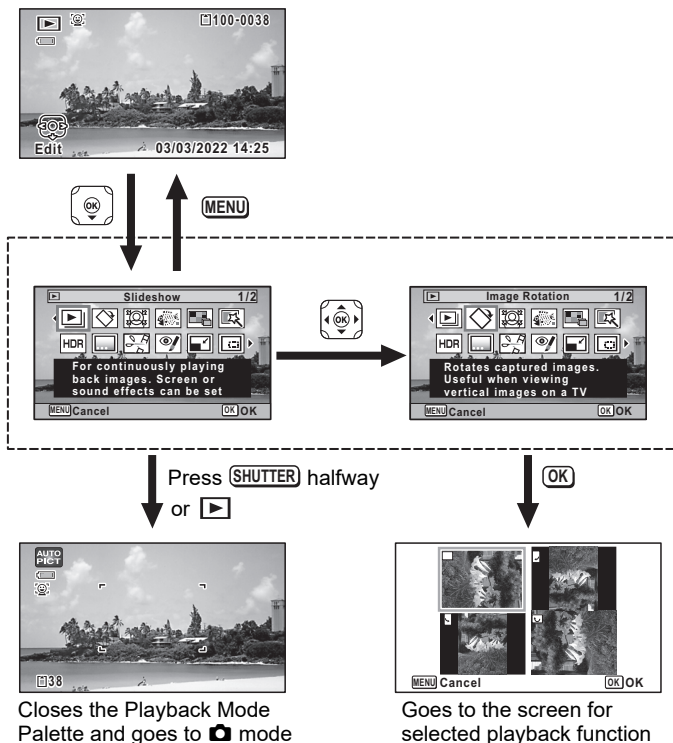 100-0038
Edit 03/03/2022 14:25
OK
MENU
Slideshow 1/2
HDR
For continuously playing
back images. Screen or
sound effects can be set
MENU Cancel OK OK
OK
Image Rotation 1/2
HDR
Rotates captured images.
Useful when viewing
vertical images on a TV
MENU Cancel OK OK
Press SHUTTER halfway
or
OK
AUTO
PICT
38
Closes the Playback Mode
Palette and goes to mode
MENU Cancel OK OK
Goes to the screen for
selected playback function